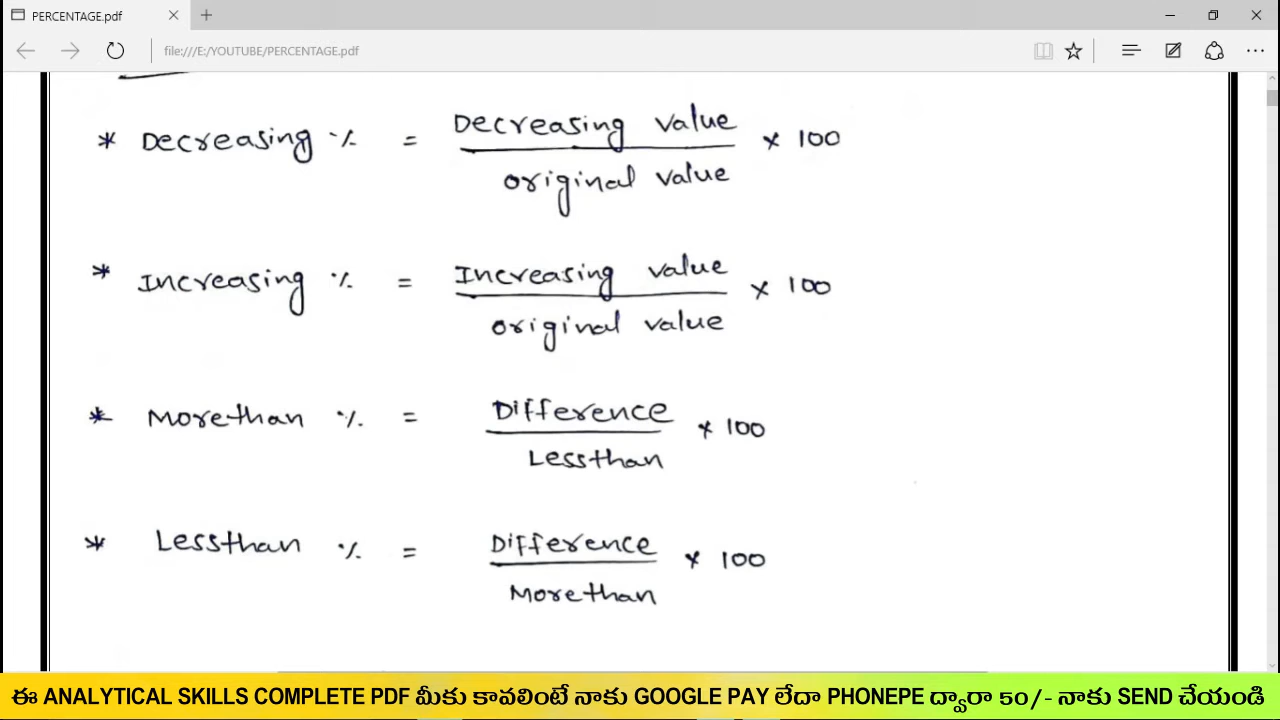 PERCENTAGE.pdf
file:///E:/YOUTUBE/PERCENTAGE.pdf
* Decreasing % = Decreasing value / original value × 100
* Increasing % = Increasing value / original value × 100
* Morethan % = Difference / Lessthan × 100
* Lessthan % = Difference / Morethan × 100
ఈ ANALYTICAL SKILLS COMPLETE PDF మీకు కావలింటే నాకు GOOGLE PAY లేదా PHONEPE ద్వారా 50/- నాకు SEND చేయండి